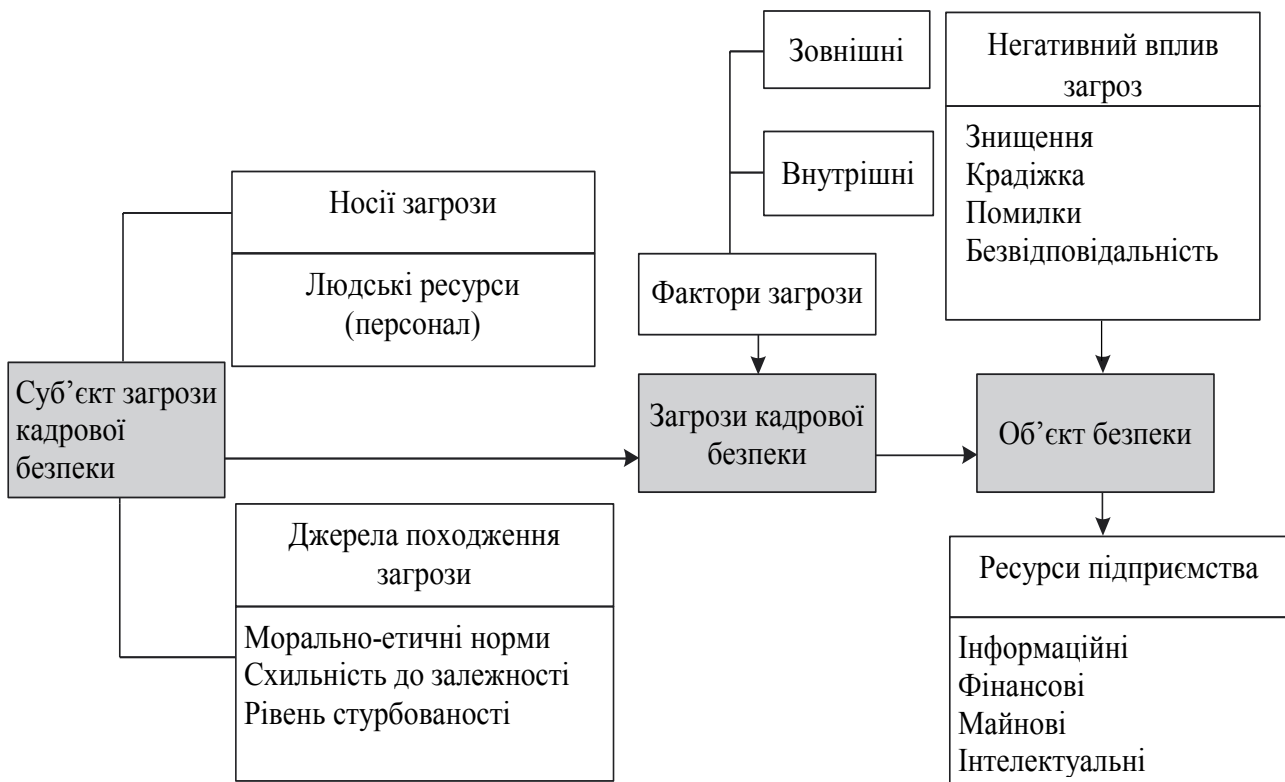 Зовнішні
Внутрішні
Фактори загрози
Негативний вплив
загроз
Знищення
Крадіжка
Помилки
Безвідповідальність
Носії загрози
Людські ресурси
(персонал)
Суб’єкт загрози
кадрової
безпеки
Загрози кадрової
безпеки
Об’єкт безпеки
Джерела походження
загрози
Морально-етичні норми
Схильність до залежності
Рівень стурбованості
Ресурси підприємства
Інформаційні
Фінансові
Майнові
Інтелектуальні